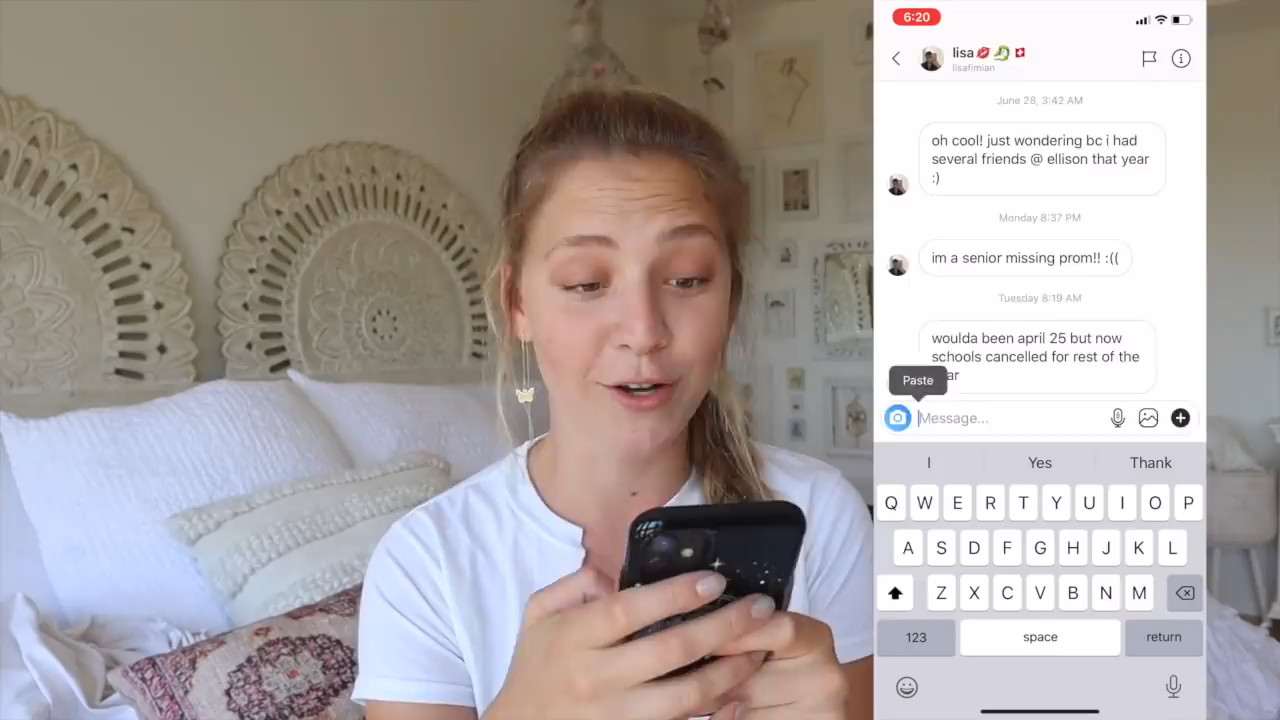 6:20
lisa💋🐉🇨🇭
lisafimian
June 28, 3:42 AM
oh cool! just wondering bc i had
several friends @ ellison that year
:)
Monday 8:37 PM
im a senior missing prom!! :((
Tuesday 8:19 AM
woulda been april 25 but now
schools cancelled for rest of the
Paste
Message...
I Yes Thank
Q W E R T Y U I O P
A S D F G H J K L
Z X C V B N M
123 space return